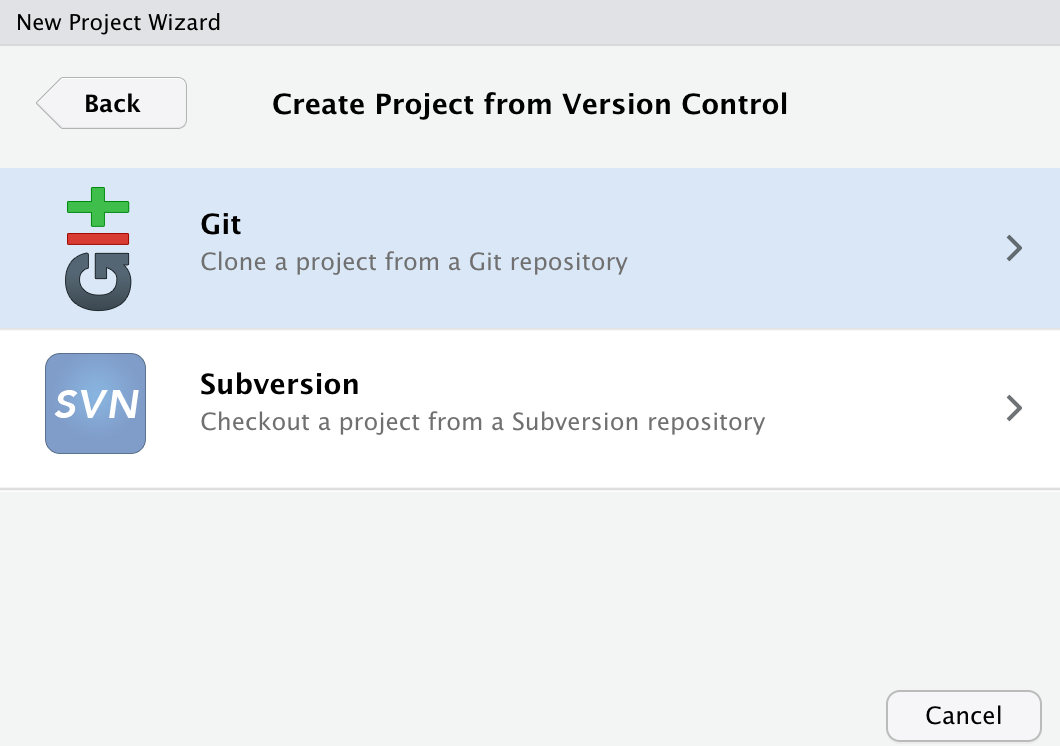 New Project Wizard
Back
Create Project from Version Control
Git
Git
Clone a project from a Git repository
SVN
Subversion
Checkout a project from a Subversion repository
Cancel